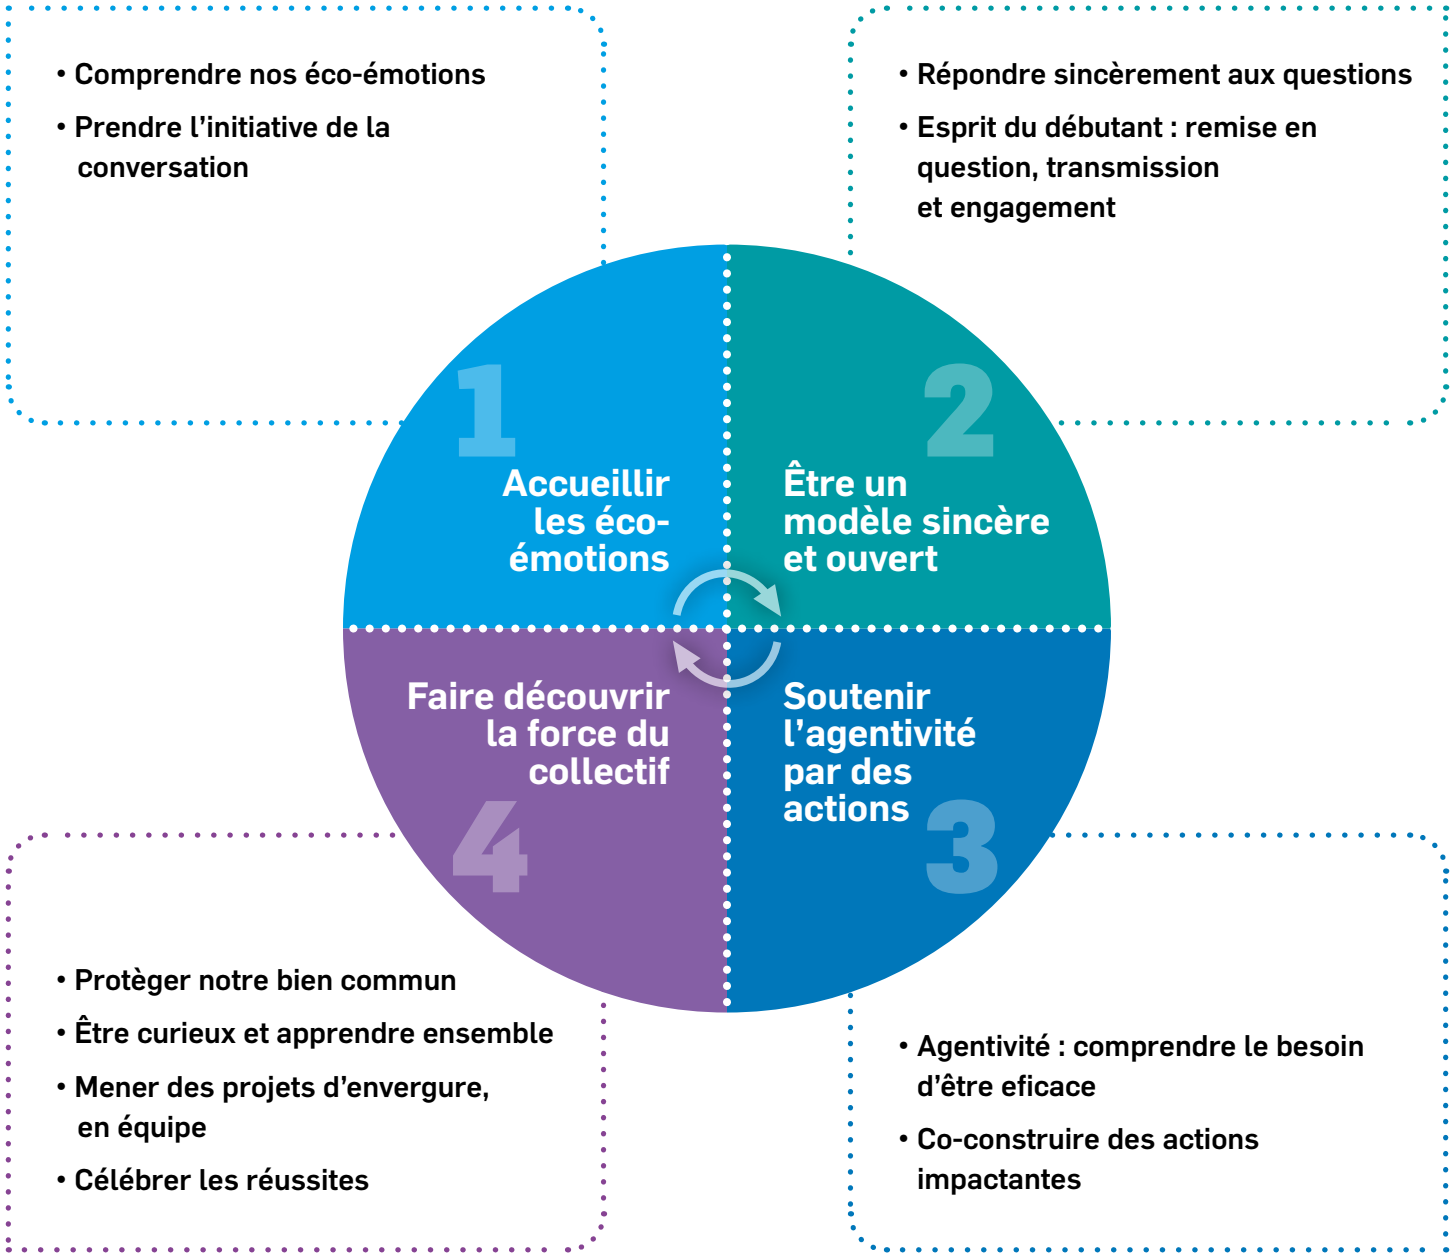 • Comprendre nos éco-émotions
• Prendre l’initiative de la
conversation
• Répondre sincèrement aux questions
• Esprit du débutant : remise en
question, transmission
et engagement
1
Accueillir
les éco-
émotions
2
Être un
modèle sincère
et ouvert
Faire découvrir
la force du
collectif
4
Soutenir
l’agentivité
par des
actions
3
• Protèger notre bien commun
• Être curieux et apprendre ensemble
• Mener des projets d’envergure,
en équipe
• Célébrer les réussites
• Agentivité : comprendre le besoin
d’être eficace
• Co-construire des actions
impactantes